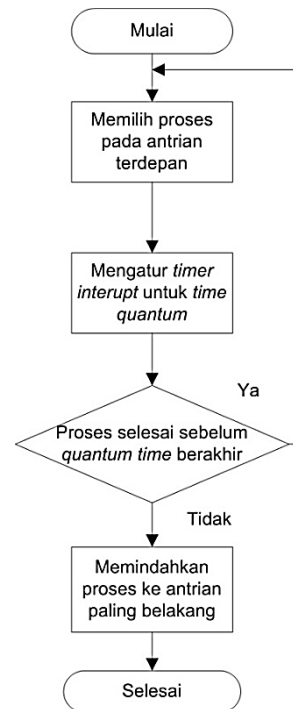 Mulai
Memilih proses
pada antrian
terdepan
Mengatur timer
interupt untuk time
quantum
Ya
Proses selesai sebelum
quantum time berakhir
Tidak
Memindahkan
proses ke antrian
paling belakang
Selesai